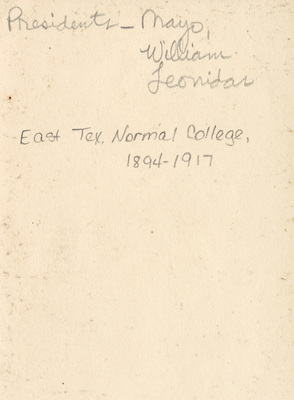 Presidents - Mayo,
William
Leonidas
East Tex. Normal College,
1894-1917